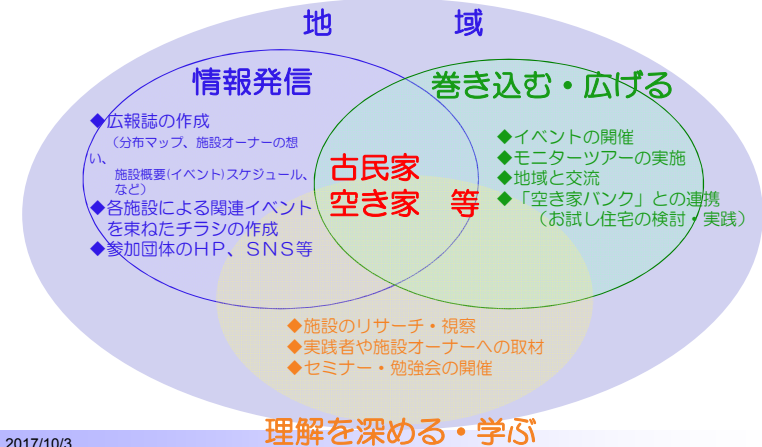 地　域
情報発信
◆広報誌の作成
（分布マップ、施設オーナーの想
い、
施設概要(イベント)スケジュール、
など）
◆各施設による関連イベント
を束ねたチラシの作成
◆参加団体のＨＰ、ＳＮＳ等
巻き込む・広げる
◆イベントの開催
◆モニターツアーの実施
◆地域と交流
◆「空き家バンク」との連携
（お試し住宅の検討・実践）
古民家
空き家　等
◆施設のリサーチ・視察
◆実践者や施設オーナーへの取材
◆セミナー・勉強会の開催
理解を深める・学ぶ
2017/10/3